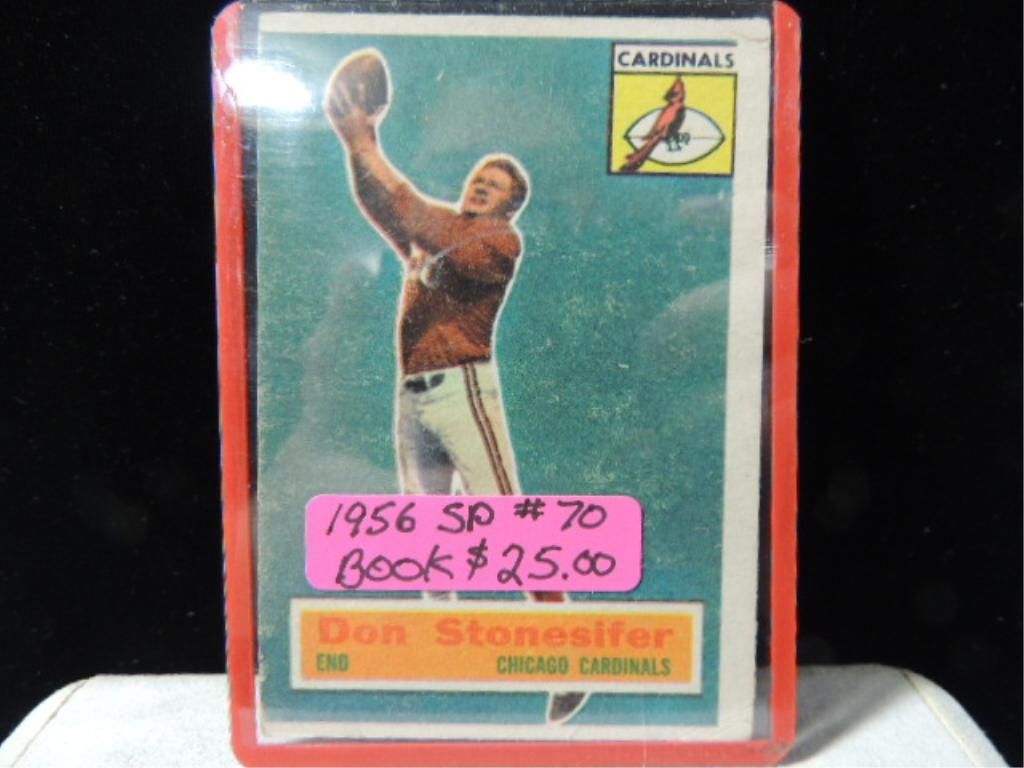 CARDINALS
1956 SP # 70
BOOK $25.00
Don Stonesifer
END CHICAGO CARDINALS